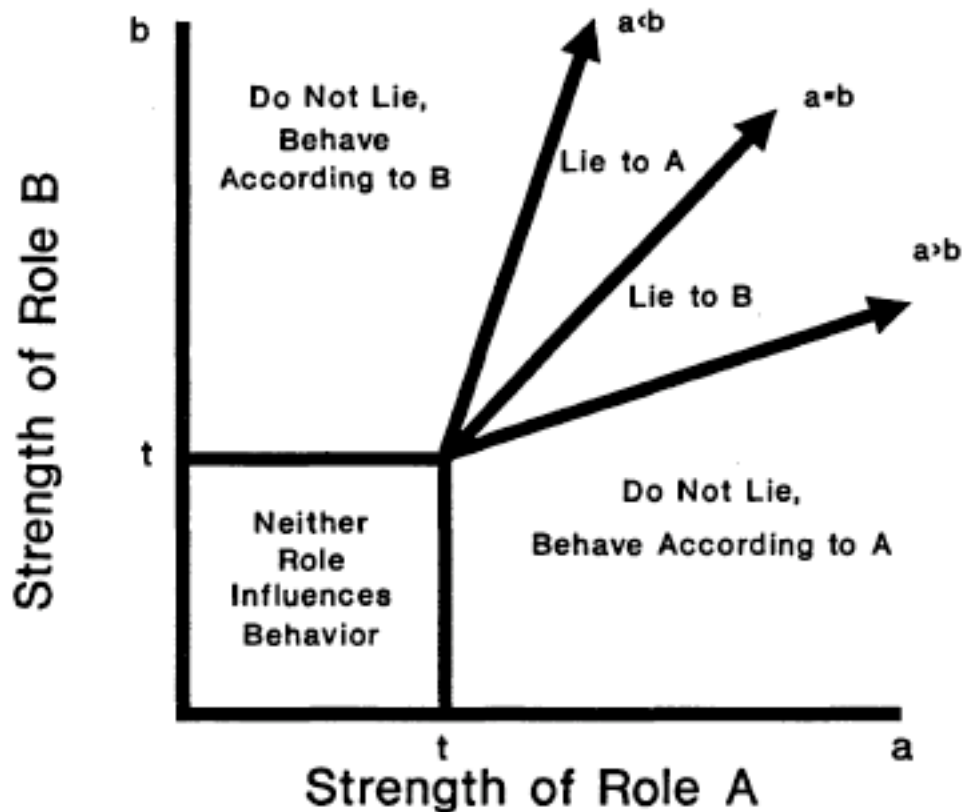 b
a<b
Do Not Lie,
Behave
According to B
a=b
Lie to A
a>b
Lie to B
Strength of Role B
t
Do Not Lie,
Behave According to A
Neither
Role
Influences
Behavior
t
a
Strength of Role A